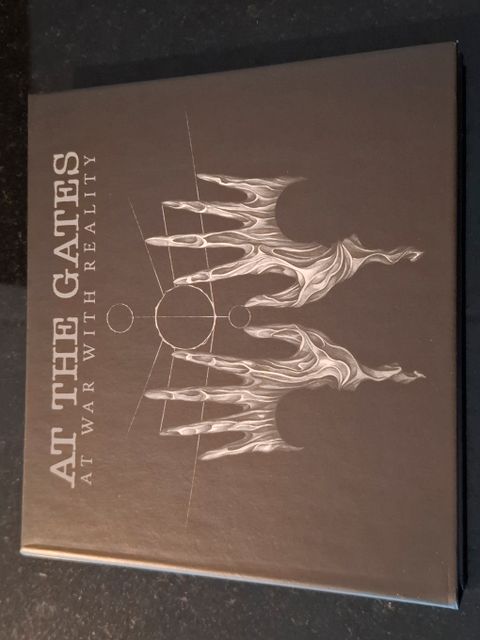 AT THE GATES
AT WAR WITH REALITY